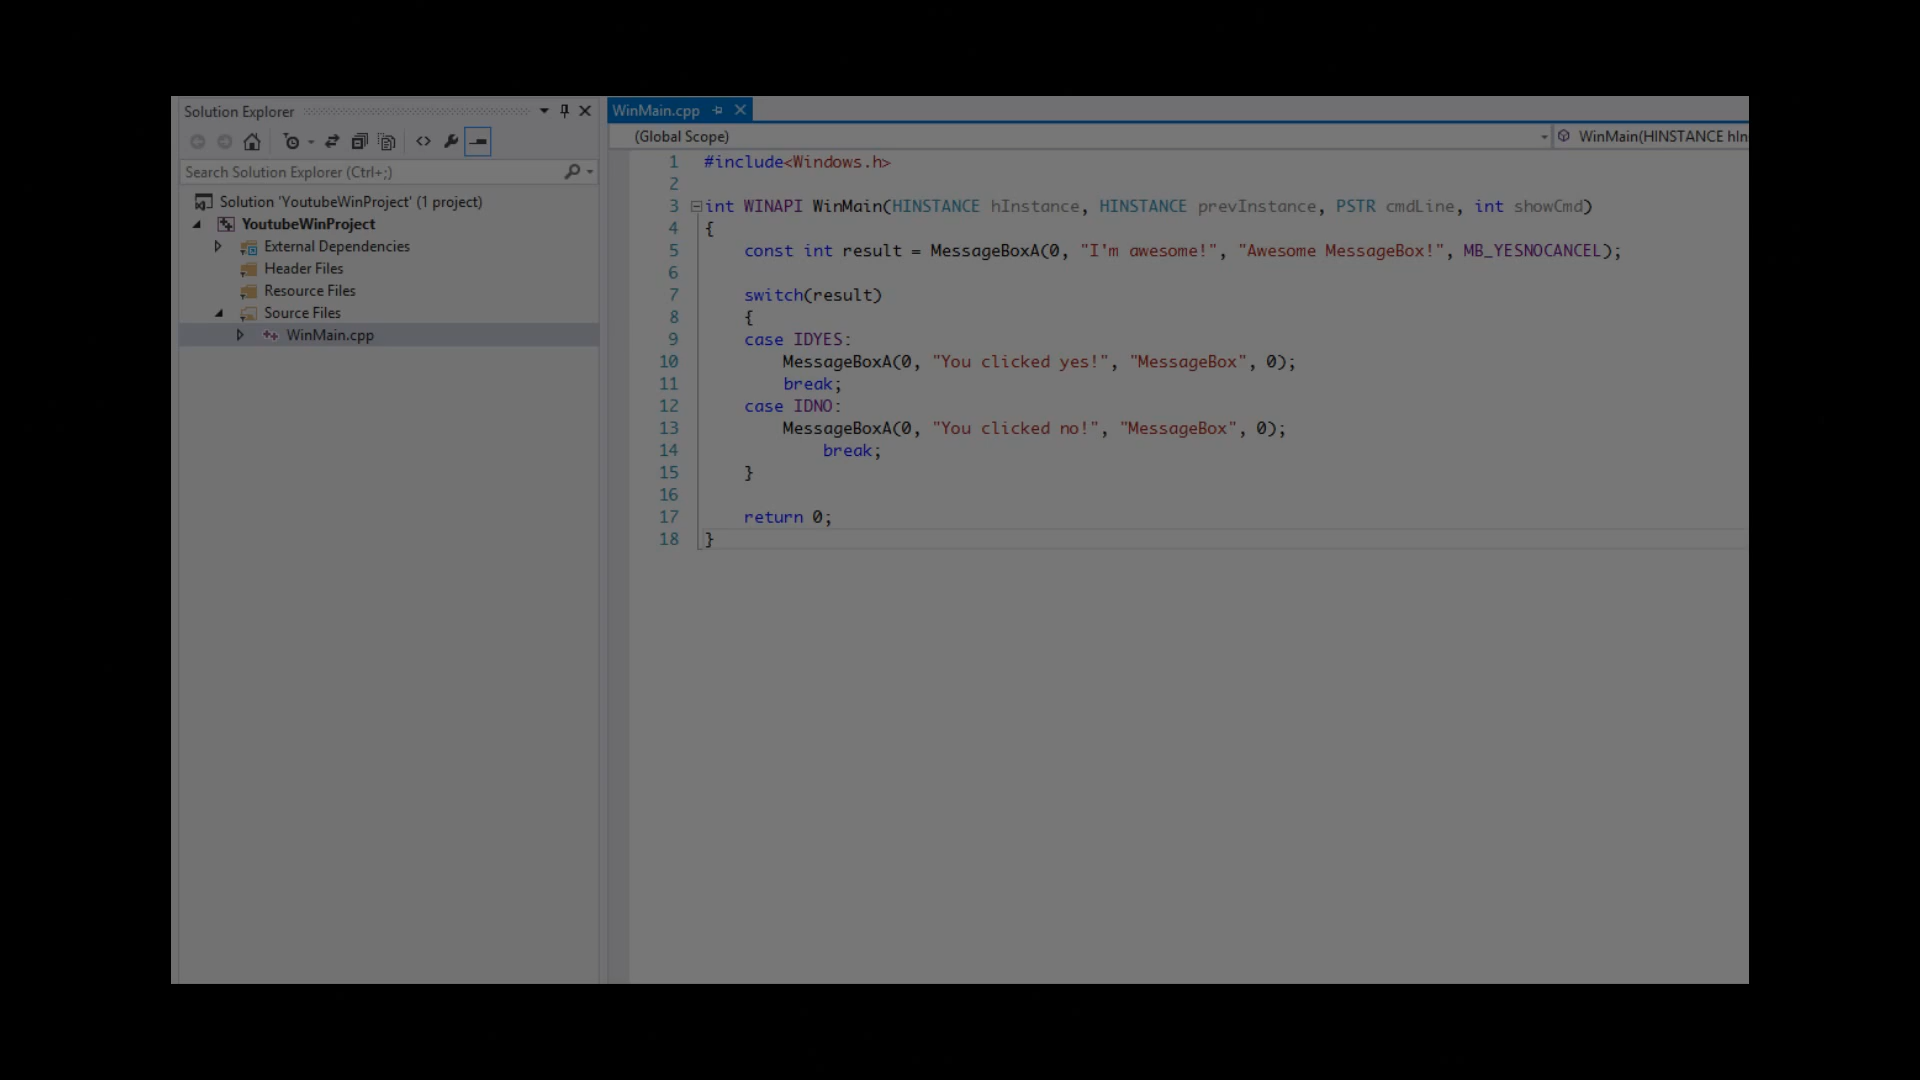 Solution Explorer
Search Solution Explorer (Ctrl+;)
Solution 'YoutubeWinProject' (1 project)
YoutubeWinProject
External Dependencies
Header Files
Resource Files
Source Files
WinMain.cpp
WinMain.cpp
(Global Scope)
WinMain(HINSTANCE hIn
1 #include<Windows.h>
2
3 int WINAPI WinMain(HINSTANCE hInstance, HINSTANCE prevInstance, PSTR cmdLine, int showCmd)
4 {
5 const int result = MessageBoxA(0, "I'm awesome!", "Awesome MessageBox!", MB_YESNOCANCEL);
6
7 switch(result)
8 {
9 case IDYES:
10 MessageBoxA(0, "You clicked yes!", "MessageBox", 0);
11 break;
12 case IDNO:
13 MessageBoxA(0, "You clicked no!", "MessageBox", 0);
14 break;
15 }
16
17 return 0;
18 }